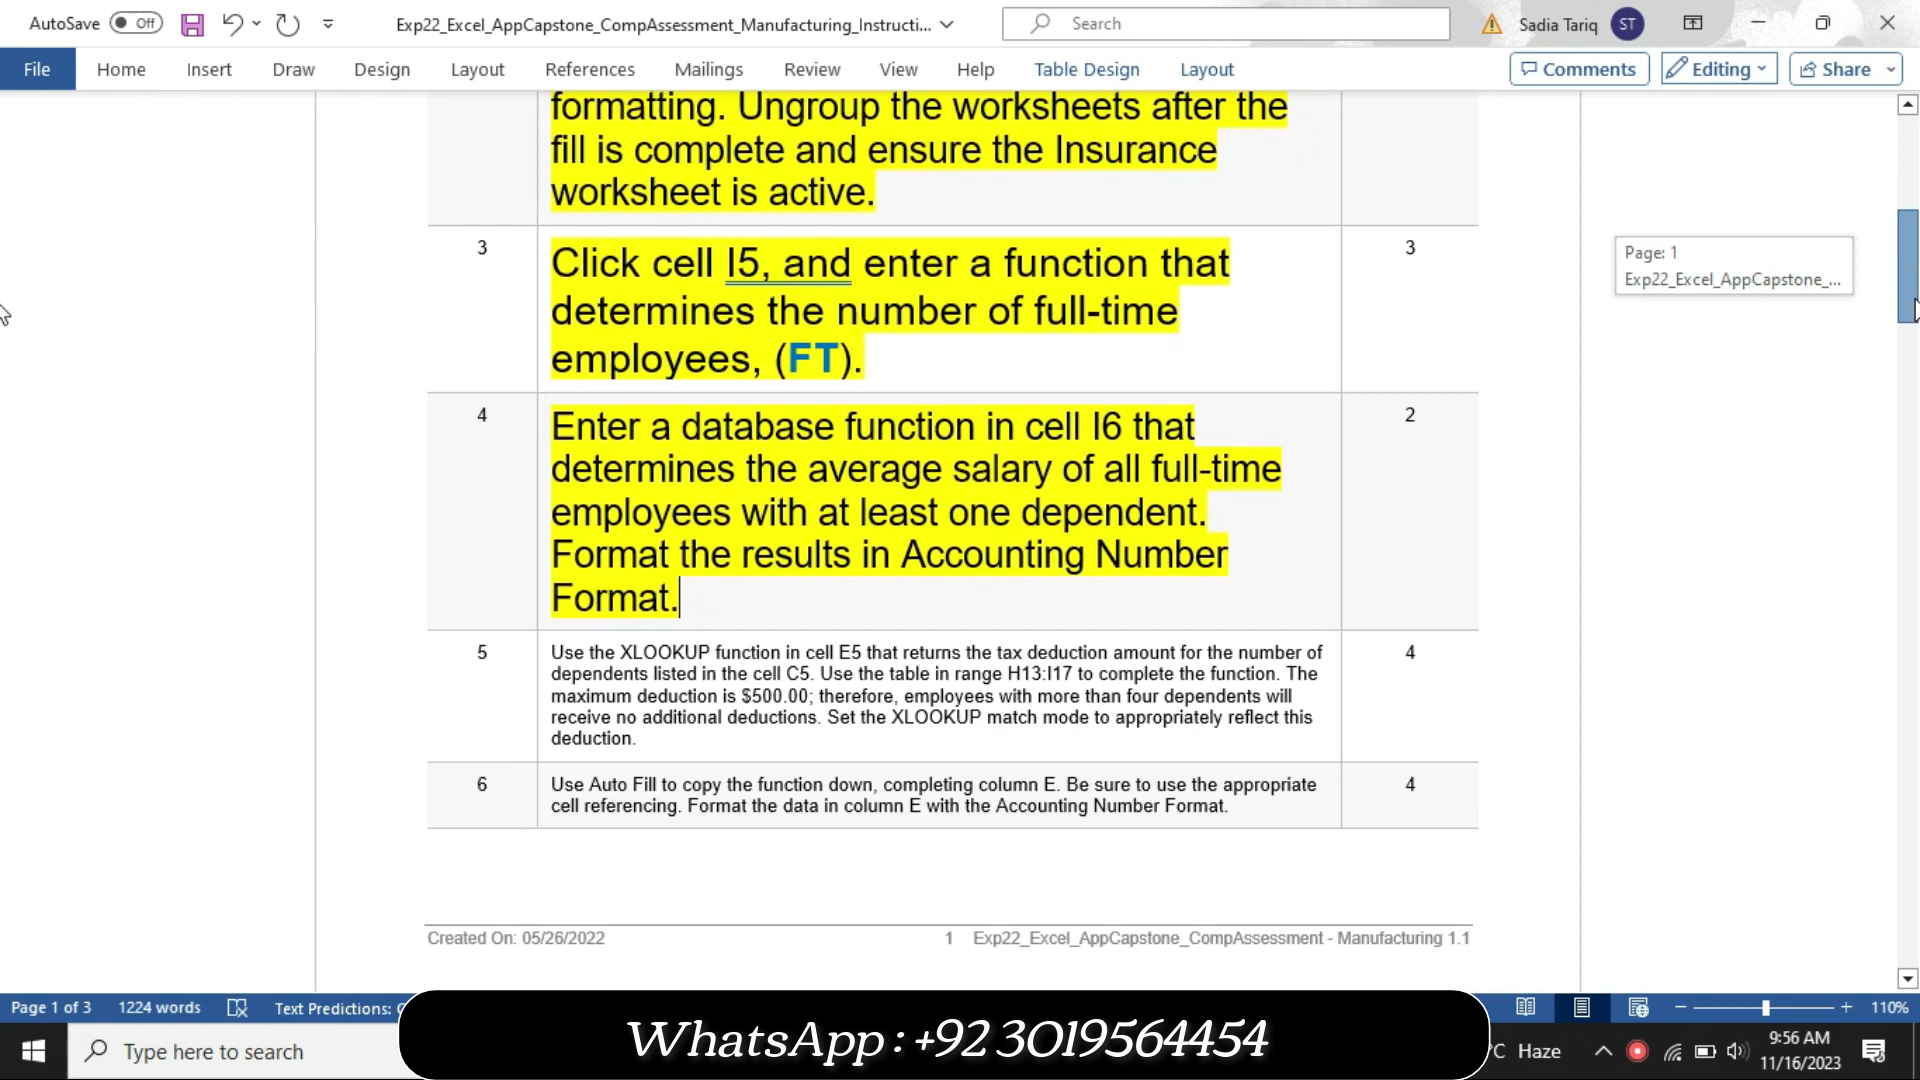 AutoSave Off
Exp22_Excel_AppCapstone_CompAssessment_Manufacturing_Instructi...
Search
Sadia Tariq ST
File Home Insert Draw Design Layout References Mailings Review View Help Table Design Layout
Comments Editing Share
formatting. Ungroup the worksheets after the
fill is complete and ensure the Insurance
worksheet is active.
3 Click cell I5, and enter a function that 3
determines the number of full-time
employees, (FT).
Page: 1
Exp22_Excel_AppCapstone_...
4 Enter a database function in cell I6 that 2
determines the average salary of all full-time
employees with at least one dependent.
Format the results in Accounting Number
Format.
5 Use the XLOOKUP function in cell E5 that returns the tax deduction amount for the number of 4
dependents listed in the cell C5. Use the table in range H13:I17 to complete the function. The
maximum deduction is $500.00; therefore, employees with more than four dependents will
receive no additional deductions. Set the XLOOKUP match mode to appropriately reflect this
deduction.
6 Use Auto Fill to copy the function down, completing column E. Be sure to use the appropriate 4
cell referencing. Format the data in column E with the Accounting Number Format.
Created On: 05/26/2022 1 Exp22_Excel_AppCapstone_CompAssessment - Manufacturing 1.1
Page 1 of 3 1224 words Text Predictions: 110%
WhatsApp : +92 3019564454
Type here to search
C Haze
9:56 AM
11/16/2023